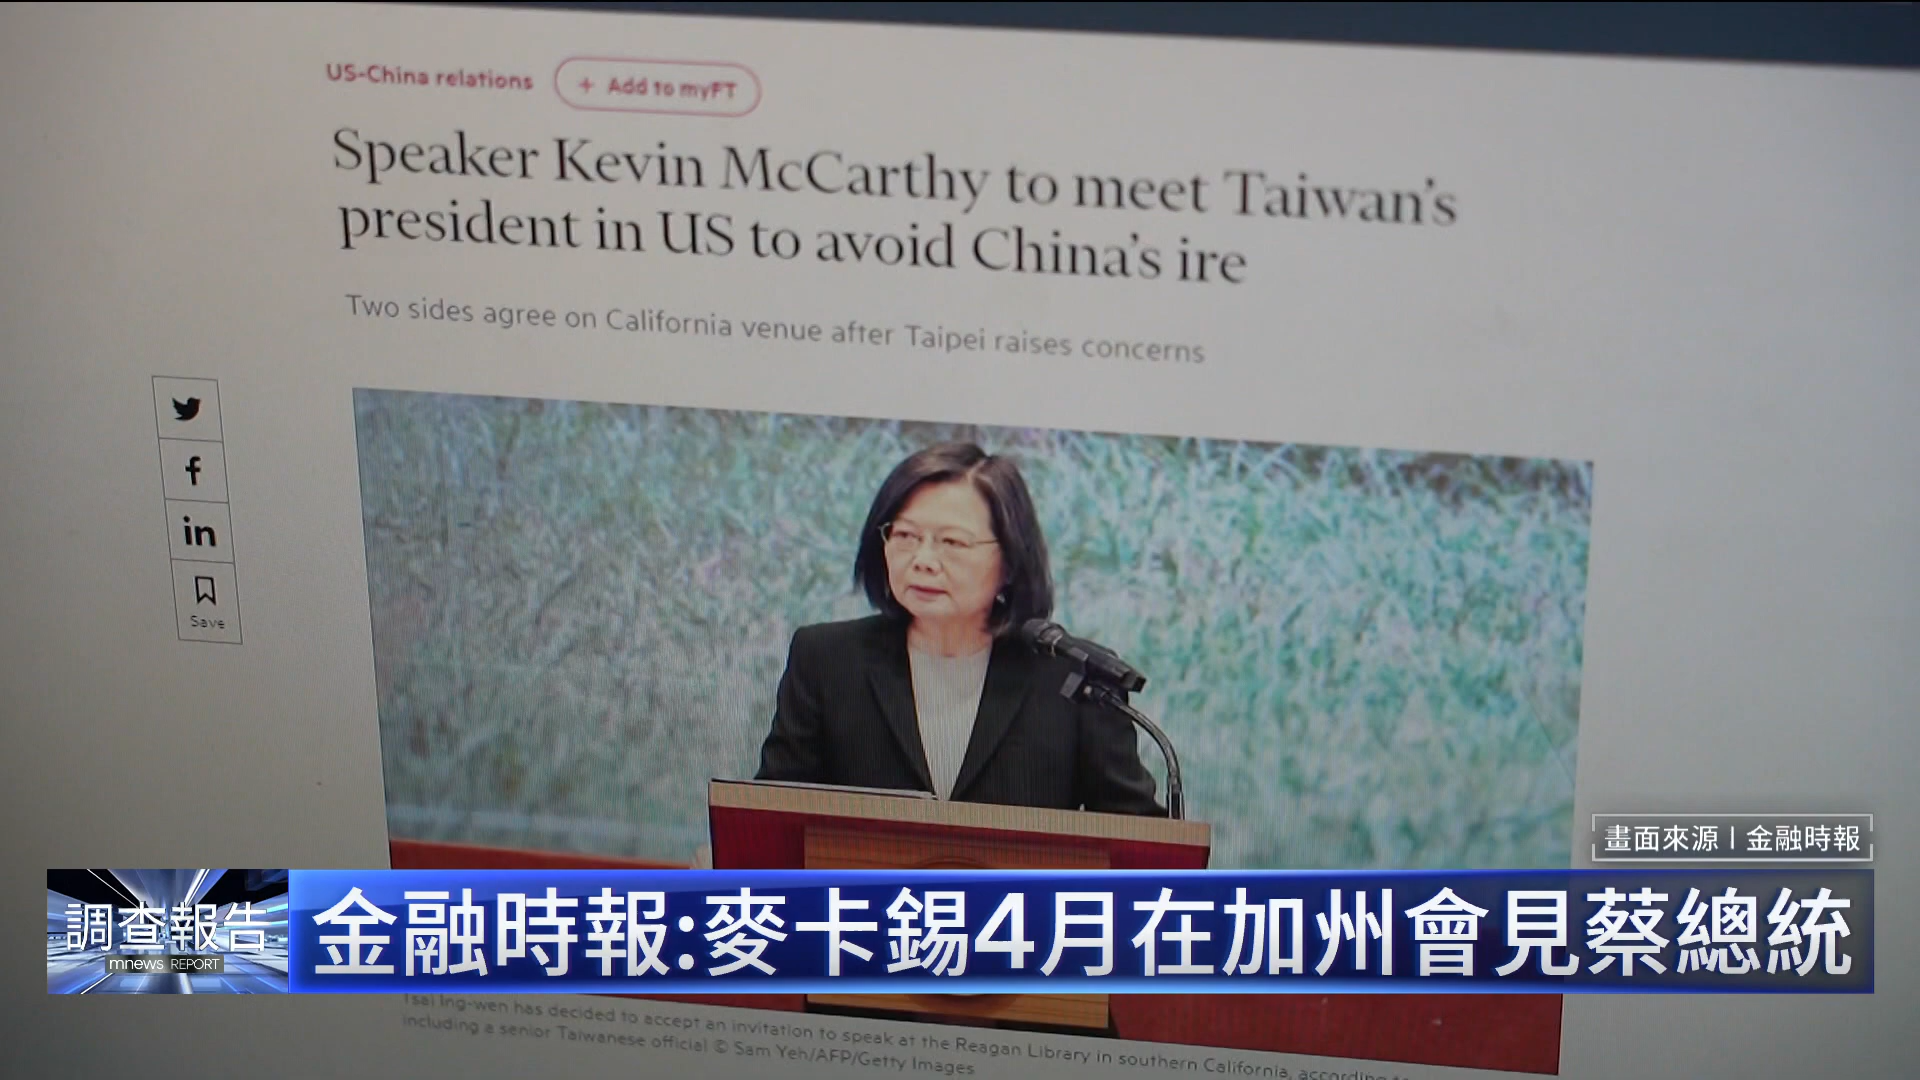 US-China relations
+ Add to myFT
Speaker Kevin McCarthy to meet Taiwan's
president in US to avoid China's ire
Two sides agree on California venue after Taipei raises concerns
in
Save
畫面來源 | 金融時報
調查報告
mnews REPORT
金融時報:麥卡錫4月在加州會見蔡總統
Tsai Ing-wen has decided to accept an invitation to speak at the Reagan Library in southern California, according
including a senior Taiwanese official © Sam Yeh/AFP/Getty Images